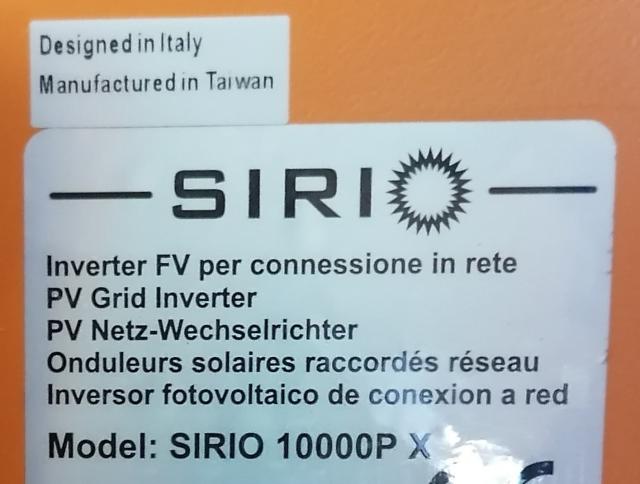 Designed in Italy
Manufactured in Taiwan
SIRIO
Inverter FV per connessione in rete
PV Grid Inverter
PV Netz-Wechselrichter
Onduleurs solaires raccordés réseau
Inversor fotovoltaico de conexion a red
Model: SIRIO 10000P X